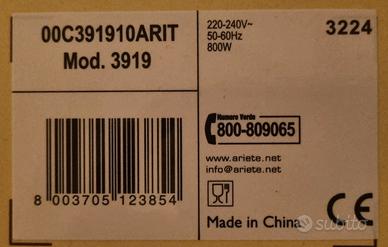 00C391910ARIT
Mod. 3919
220-240V~
50-60Hz
800W
3224
Numero Verde
800-809065
www.ariete.net
info@ariete.net
8 003705 123854
Made in China
CE
subito